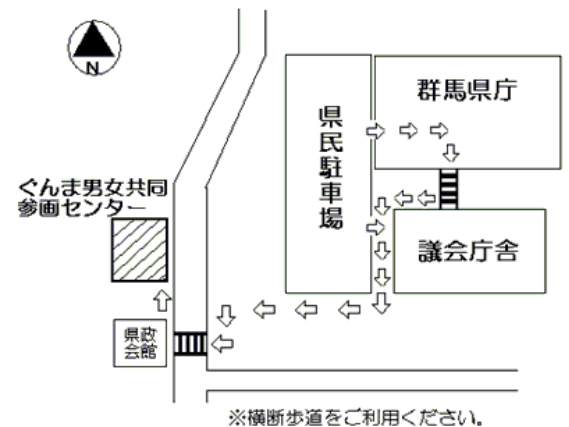 N
群馬県庁
県民駐車場
ぐんま男女共同
参画センター
議会庁舎
県政
会館
※横断歩道をご利用ください。